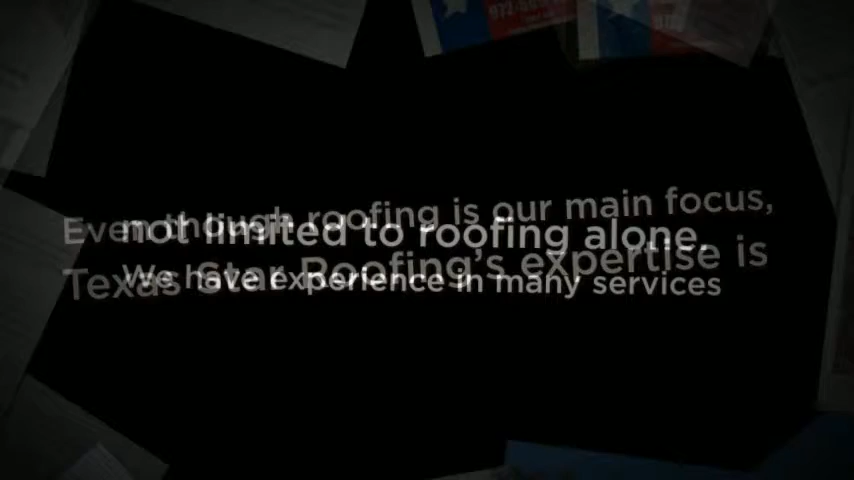 Even though roofing is our main focus,
Texas Star Roofing's expertise is
not limited to roofing alone.
We have experience in many services